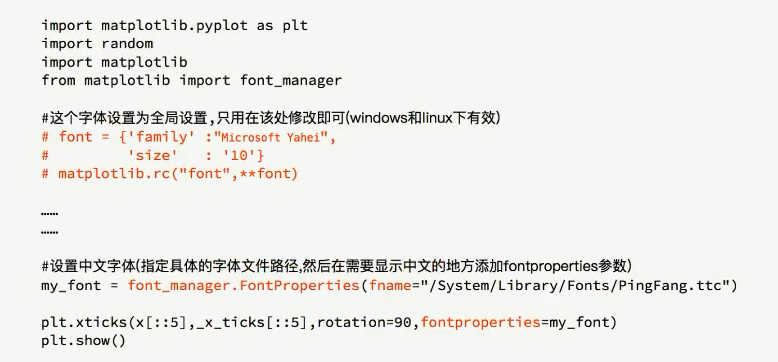 import matplotlib.pyplot as plt
import random
import matplotlib
from matplotlib import font_manager
#这个字体设置为全局设置,只用在该处修改即可(windows和linux下有效)
# font = {'family' :"Microsoft Yahei",
#        'size'   : '10'}
# matplotlib.rc("font",**font)
……
……
#设置中文字体(指定具体的字体文件路径,然后在需要显示中文的地方添加fontproperties参数)
my_font = font_manager.FontProperties(fname="/System/Library/Fonts/PingFang.ttc")
plt.xticks(x[::5],_x_ticks[::5],rotation=90,fontproperties=my_font)
plt.show()